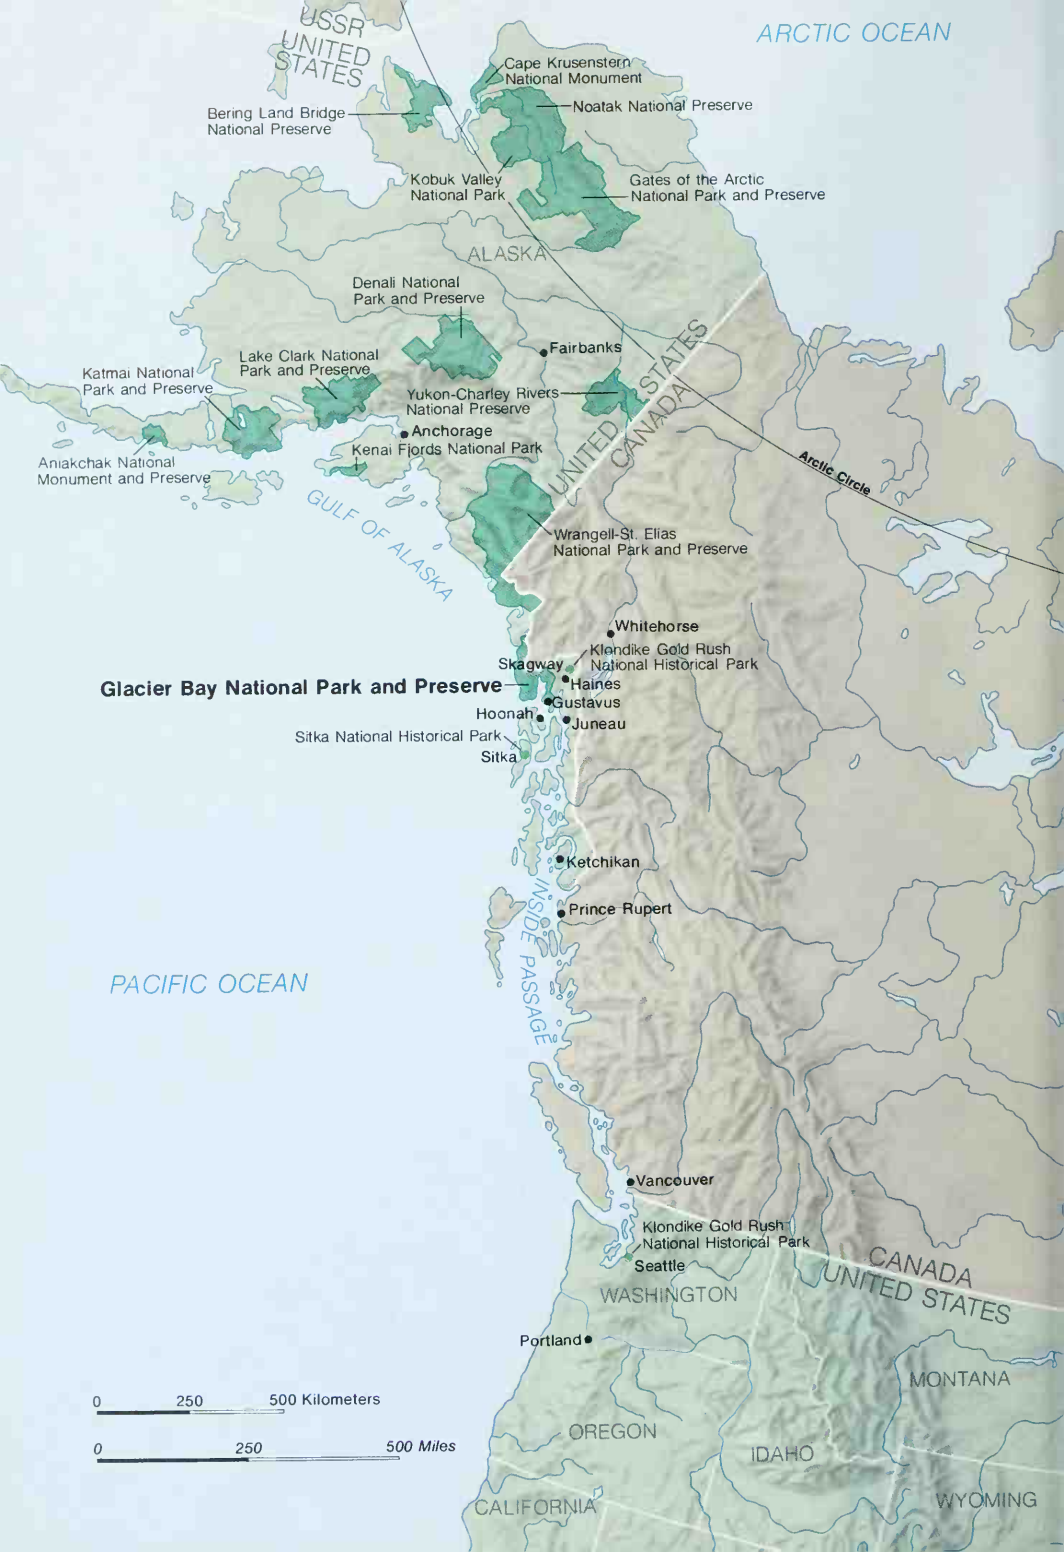 USSR
UNITED
STATES
ARCTIC OCEAN
Cape Krusenstern
National Monument
Noatak National Preserve
Bering Land Bridge
National Preserve
Kobuk Valley
National Park
Gates of the Arctic
National Park and Preserve
ALASKA
Denali National
Park and Preserve
Fairbanks
UNITED STATES
CANADA
Lake Clark National
Park and Preserve
Katmai National
Park and Preserve
Yukon-Charley Rivers
National Preserve
Anchorage
Kenai Fjords National Park
Aniakchak National
Monument and Preserve
Arctic Circle
GULF OF ALASKA
Wrangell-St. Elias
National Park and Preserve
Whitehorse
Klondike Gold Rush
National Historical Park
Skagway
Haines
Glacier Bay National Park and Preserve
Gustavus
Hoonah
Juneau
Sitka National Historical Park
Sitka
Ketchikan
Prince Rupert
INSIDE PASSAGE
PACIFIC OCEAN
Vancouver
Klondike Gold Rush
National Historical Park
Seattle
CANADA
UNITED STATES
WASHINGTON
Portland
MONTANA
0 250 500 Kilometers
0 250 500 Miles
OREGON
IDAHO
CALIFORNIA
WYOMING